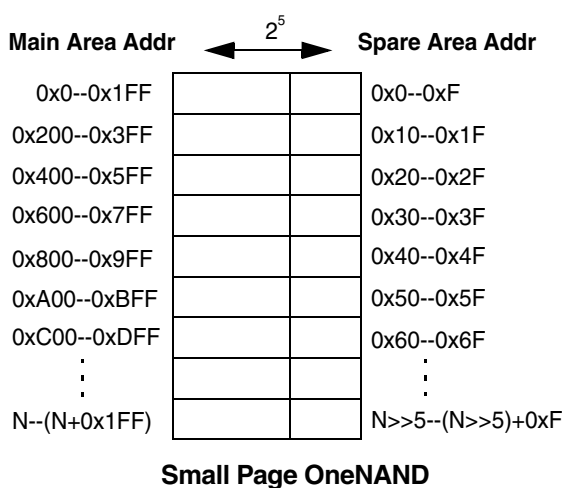 Main Area Addr 2^5 Spare Area Addr
0x0--0x1FF 0x0--0xF
0x200--0x3FF 0x10--0x1F
0x400--0x5FF 0x20--0x2F
0x600--0x7FF 0x30--0x3F
0x800--0x9FF 0x40--0x4F
0xA00--0xBFF 0x50--0x5F
0xC00--0xDFF 0x60--0x6F
N--(N+0x1FF) N>>5--(N>>5)+0xF
Small Page OneNAND